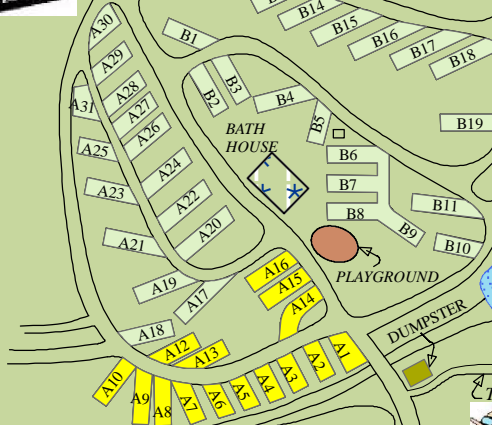 A30
B1
B14
B15
B16
B17
B18
A29
A28
A27
A26
A31
A25
A24
A23
A22
A21
A20
A19
A17
A18
B2
B3
B4
B5
B19
BATH
HOUSE
B6
B7
B8
B9
B11
B10
PLAYGROUND
A16
A15
A14
A12
A13
A10
A9
A8
A7
A6
A5
A4
A3
A2
A1
DUMPSTER
T